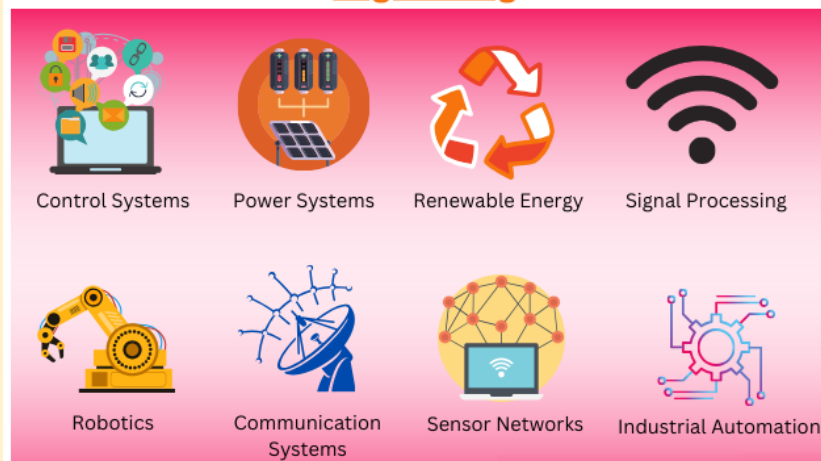 Control Systems
Power Systems
Renewable Energy
Signal Processing
Robotics
Communication
Systems
Sensor Networks
Industrial Automation